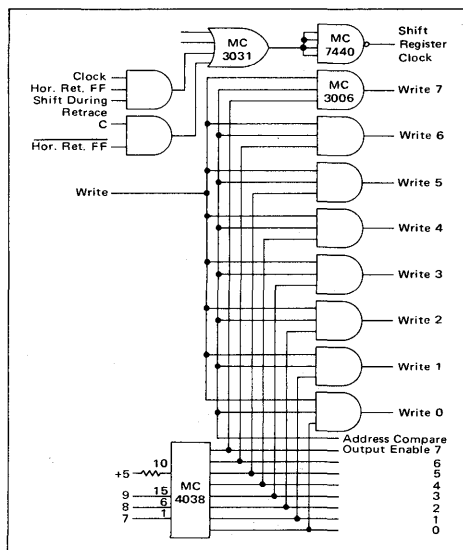 MC
3031
MC
7440
Shift
Register
Clock
Clock
Hor. Ret. FF
Shift During
Retrace
C
Hor. Ret. FF
MC
3006
Write 7
Write 6
Write
Write 5
Write 4
Write 3
Write 2
Write 1
Write 0
Address Compare
Output Enable 7
+5
10
6
5
MC
4038
4
9
15
3
8
6
2
7
1
1
0